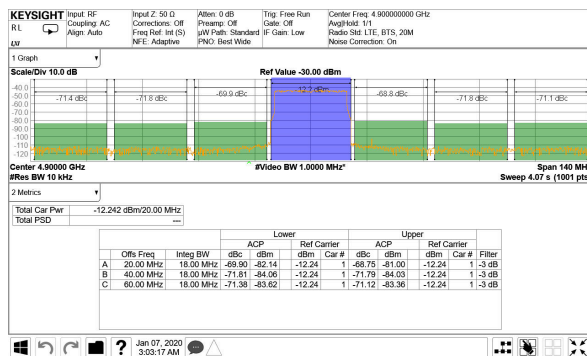 KEYSIGHT Input: RF Input Z: 50 Ω Atten: 0 dB Trig: Free Run Center Freq: 4.900000000 GHz
R L Coupling: AC Corrections: Off Preamp: Off Gate: Off Avg|Hold: 1/1
Align: Auto Freq Ref: Int (S) µW Path: Standard IF Gain: Low Radio Std: LTE, BTS, 20M
LXI NFE: Adaptive PNO: Best Wide Noise Correction: On
1 Graph
Scale/Div 10.0 dB Ref Value -30.00 dBm
-40.0
-50.0
-60.0
-70.0
-80.0
-90.0
-100
-110
-120
-71.4 dBc -71.8 dBc -69.9 dBc -12.2 dBm -68.8 dBc -71.8 dBc -71.1 dBc
Center 4.90000 GHz #Video BW 1.0000 MHz* Span 140 MH
#Res BW 10 kHz Sweep 4.07 s (1001 pts
2 Metrics
Total Car Pwr -12.242 dBm/20.00 MHz
Total PSD ---
Lower Upper
ACP Ref Carrier ACP Ref Carrier
Offs Freq Integ BW dBc dBm dBm Car # dBc dBm dBm Car # Filter
A 20.00 MHz 18.00 MHz -69.90 -82.14 -12.24 1 -68.75 -81.00 -12.24 1 -3 dB
B 40.00 MHz 18.00 MHz -71.81 -84.06 -12.24 1 -71.79 -84.03 -12.24 1 -3 dB
C 60.00 MHz 18.00 MHz -71.38 -83.62 -12.24 1 -71.12 -83.36 -12.24 1 -3 dB
? Jan 07, 2020
3:03:17 AM